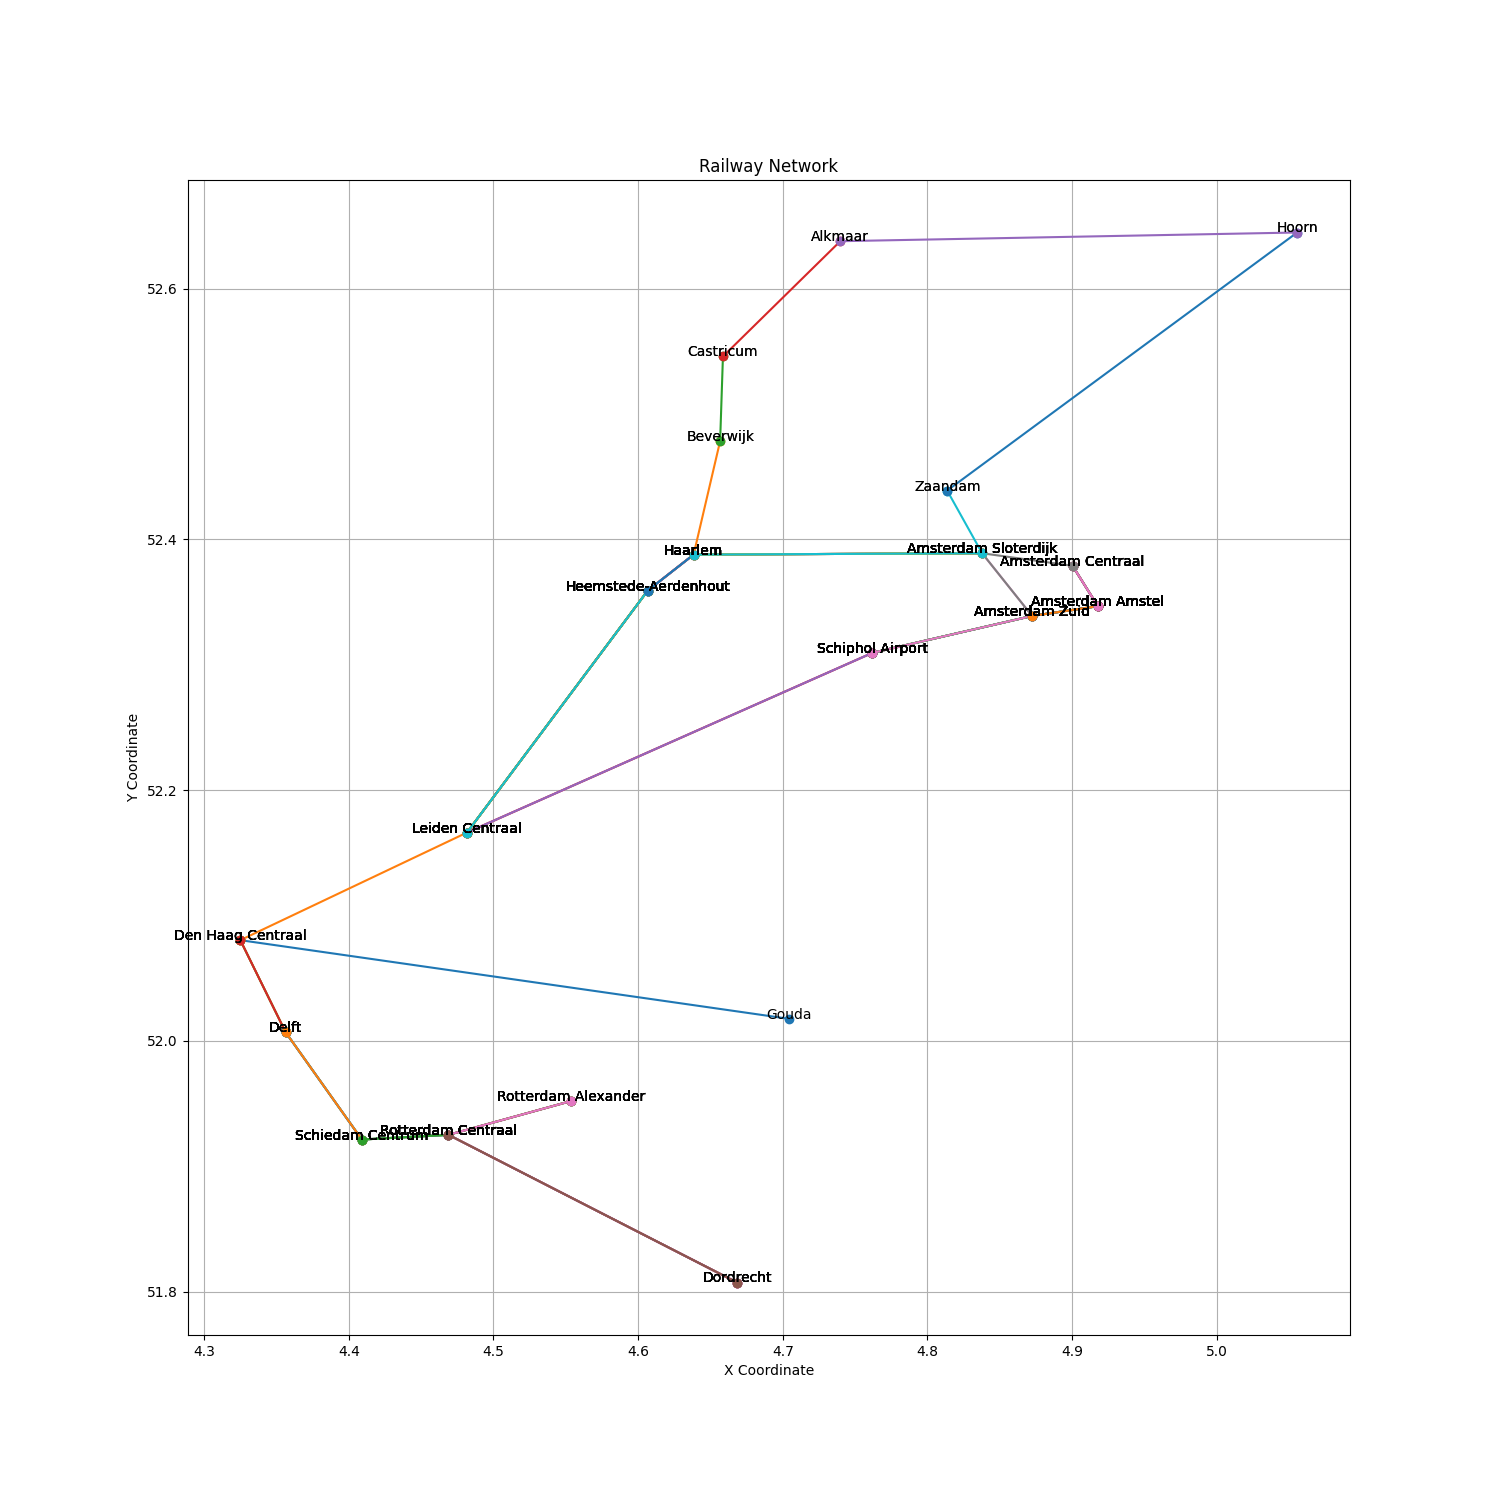 Railway Network
Hoorn
Alkmaar
52.6
Castricum
Beverwijk
Zaandam
52.4
Haarlem
Amsterdam Sloterdijk
Amsterdam Centraal
Heemstede-Aerdenhout
Amsterdam Amstel
Amsterdam Zuid
Schiphol Airport
Y Coordinate
52.2
Leiden Centraal
Den Haag Centraal
Gouda
Delft
52.0
Rotterdam Alexander
Rotterdam Centraal
Schiedam Centrum
Dordrecht
51.8
4.3 4.4 4.5 4.6 4.7 4.8 4.9 5.0
X Coordinate